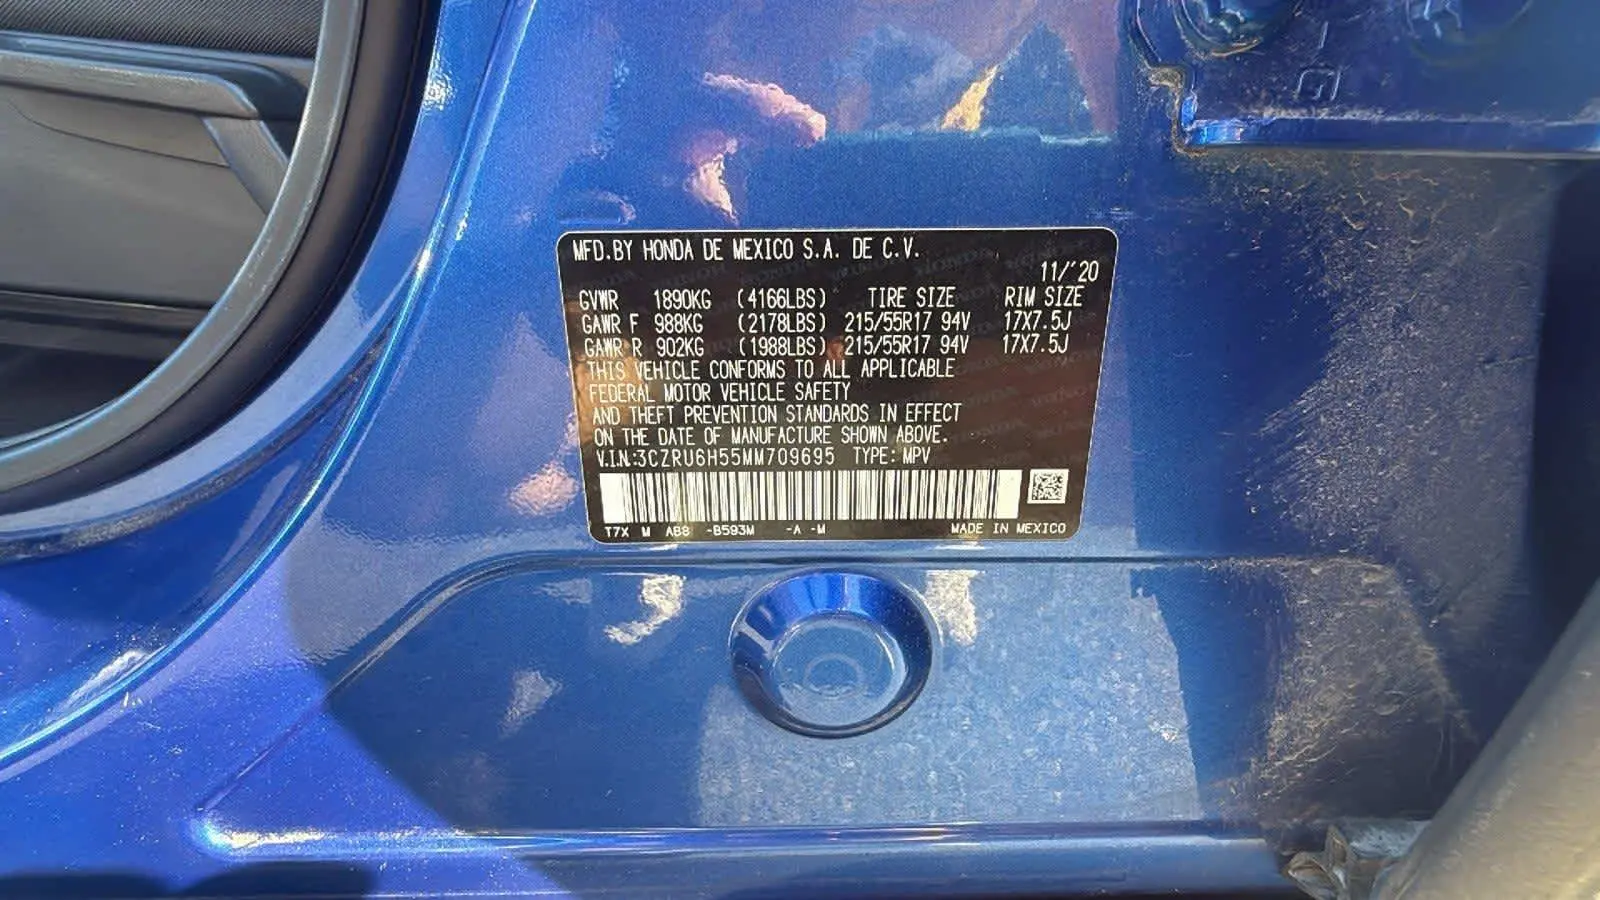 MFD.BY HONDA DE MEXICO S.A. DE C.V.
11/'20
GVWR 1890KG (4166LBS) TIRE SIZE RIM SIZE
GAWR F 988KG (2178LBS) 215/55R17 94V 17X7.5J
GAWR R 902KG (1988LBS) 215/55R17 94V 17X7.5J
THIS VEHICLE CONFORMS TO ALL APPLICABLE
FEDERAL MOTOR VEHICLE SAFETY
AND THEFT PREVENTION STANDARDS IN EFFECT
ON THE DATE OF MANUFACTURE SHOWN ABOVE.
V.I.N.:3CZRU6H55MM709695 TYPE: MPV
T7X M AB8 -B593M -A -M MADE IN MEXICO